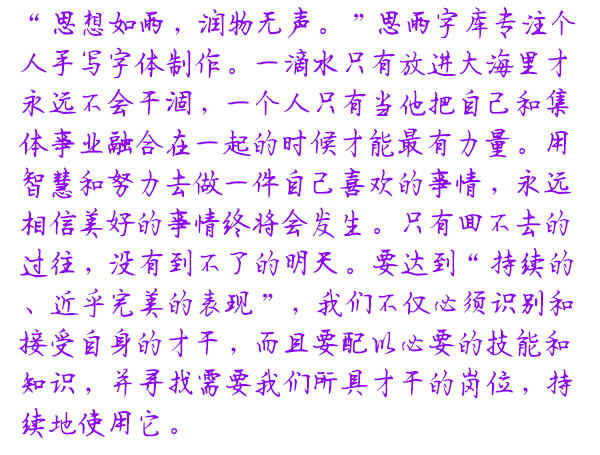 “思想如雨，润物无声。”思雨字库专注个
人手写字体制作。一滴水只有放进大海里才
永远不会干涸，一个人只有当他把自己和集
体事业融合在一起的时候才能最有力量。用
智慧和努力去做一件自己喜欢的事情，永远
相信美好的事情终将会发生。只有回不去的
过往，没有到不了的明天。要达到“持续的
、近乎完美的表现”，我们不仅必须识别和
接受自身的才干，而且要配以必要的技能和
知识，并寻找需要我们所具才干的岗位，持
续地使用它。